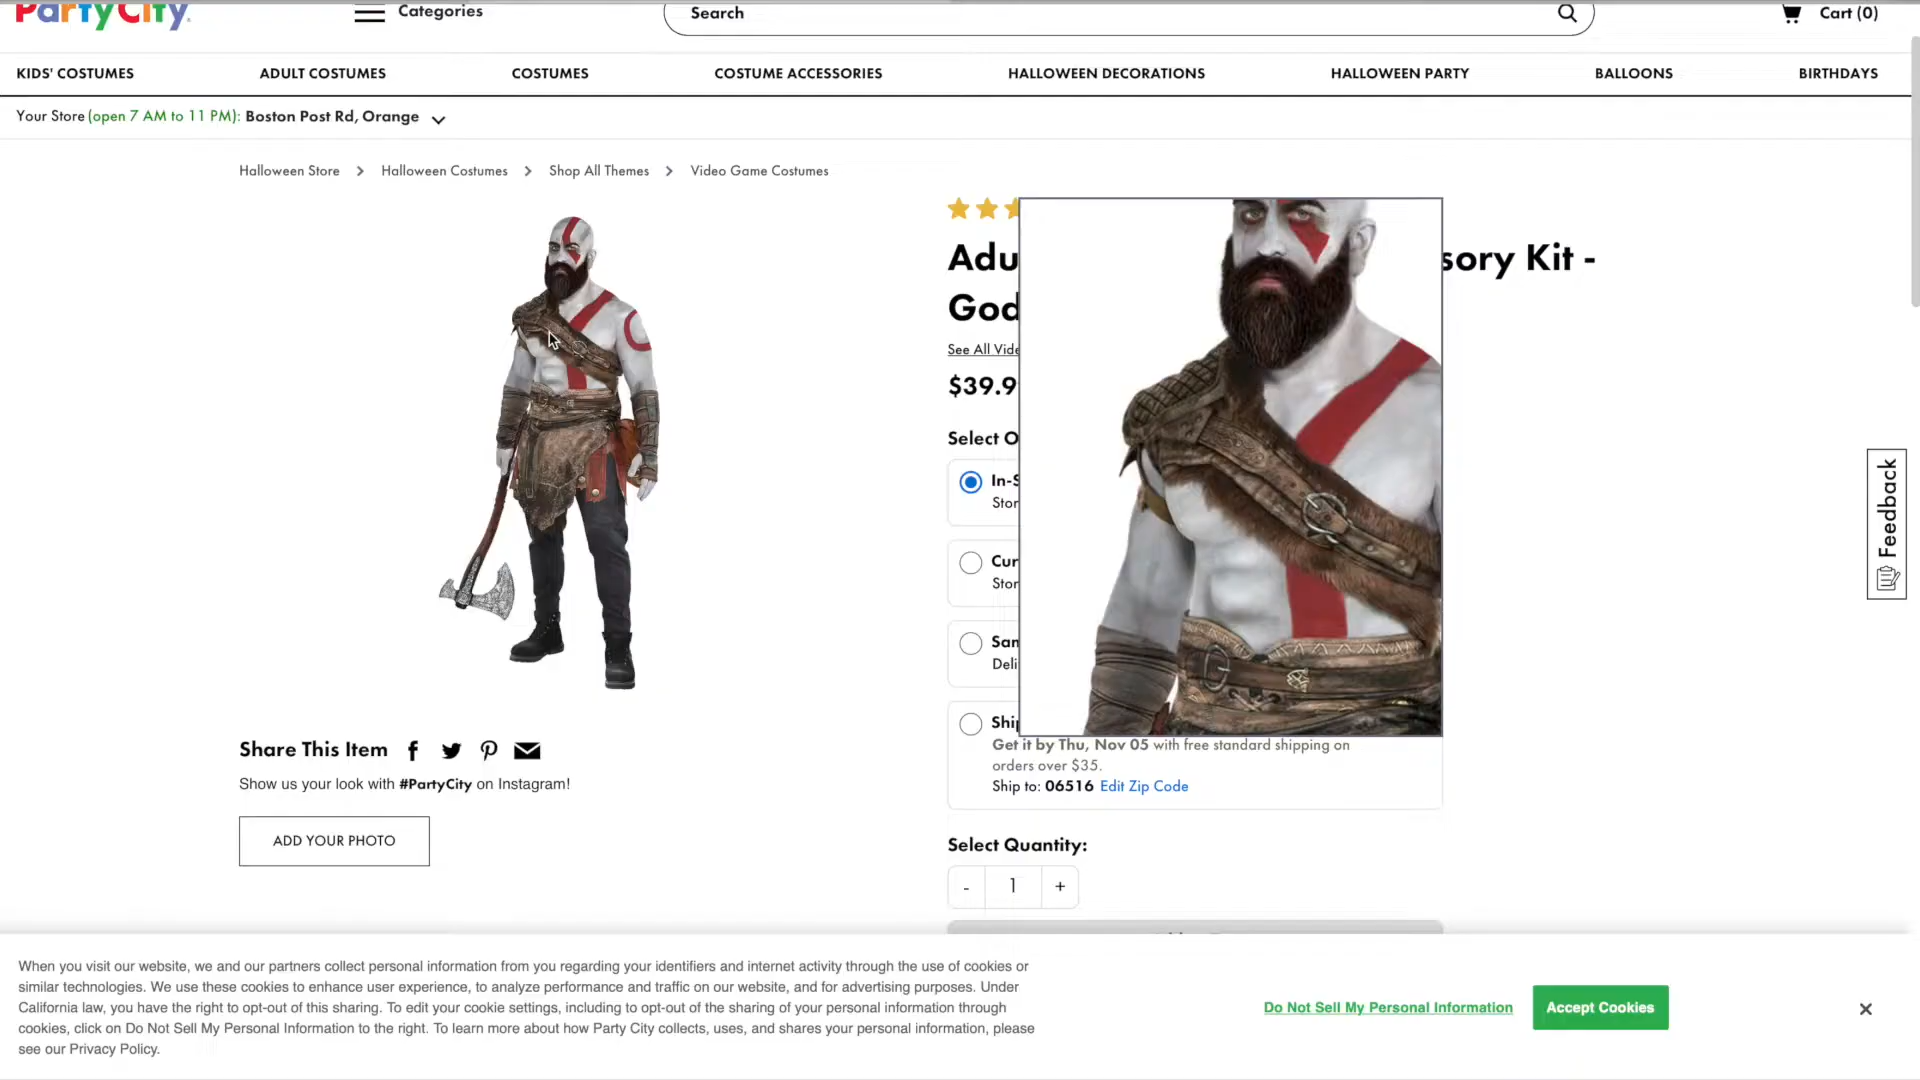 PartyCity
Categories
Search
Cart (0)
KIDS' COSTUMES
ADULT COSTUMES
COSTUMES
COSTUME ACCESSORIES
HALLOWEEN DECORATIONS
HALLOWEEN PARTY
BALLOONS
BIRTHDAYS
Your Store (open 7 AM to 11 PM): Boston Post Rd, Orange
Halloween Store > Halloween Costumes > Shop All Themes > Video Game Costumes
Adu sory Kit -
God
See All Vide
$39.9
Select O
In-S
Stor
Cur
Stor
Sam
Deli
Ship
Get it by Thu, Nov 05 with free standard shipping on
orders over $35.
Ship to: 06516 Edit Zip Code
Select Quantity:
- 1 +
Share This Item
Show us your look with #PartyCity on Instagram!
ADD YOUR PHOTO
Feedback
When you visit our website, we and our partners collect personal information from you regarding your identifiers and internet activity through the use of cookies or
similar technologies. We use these cookies to enhance user experience, to analyze performance and traffic on our website, and for advertising purposes. Under
California law, you have the right to opt-out of this sharing. To edit your cookie settings, including to opt-out of the sharing of your personal information through
cookies, click on Do Not Sell My Personal Information to the right. To learn more about how Party City collects, uses, and shares your personal information, please
see our Privacy Policy.
Do Not Sell My Personal Information
Accept Cookies